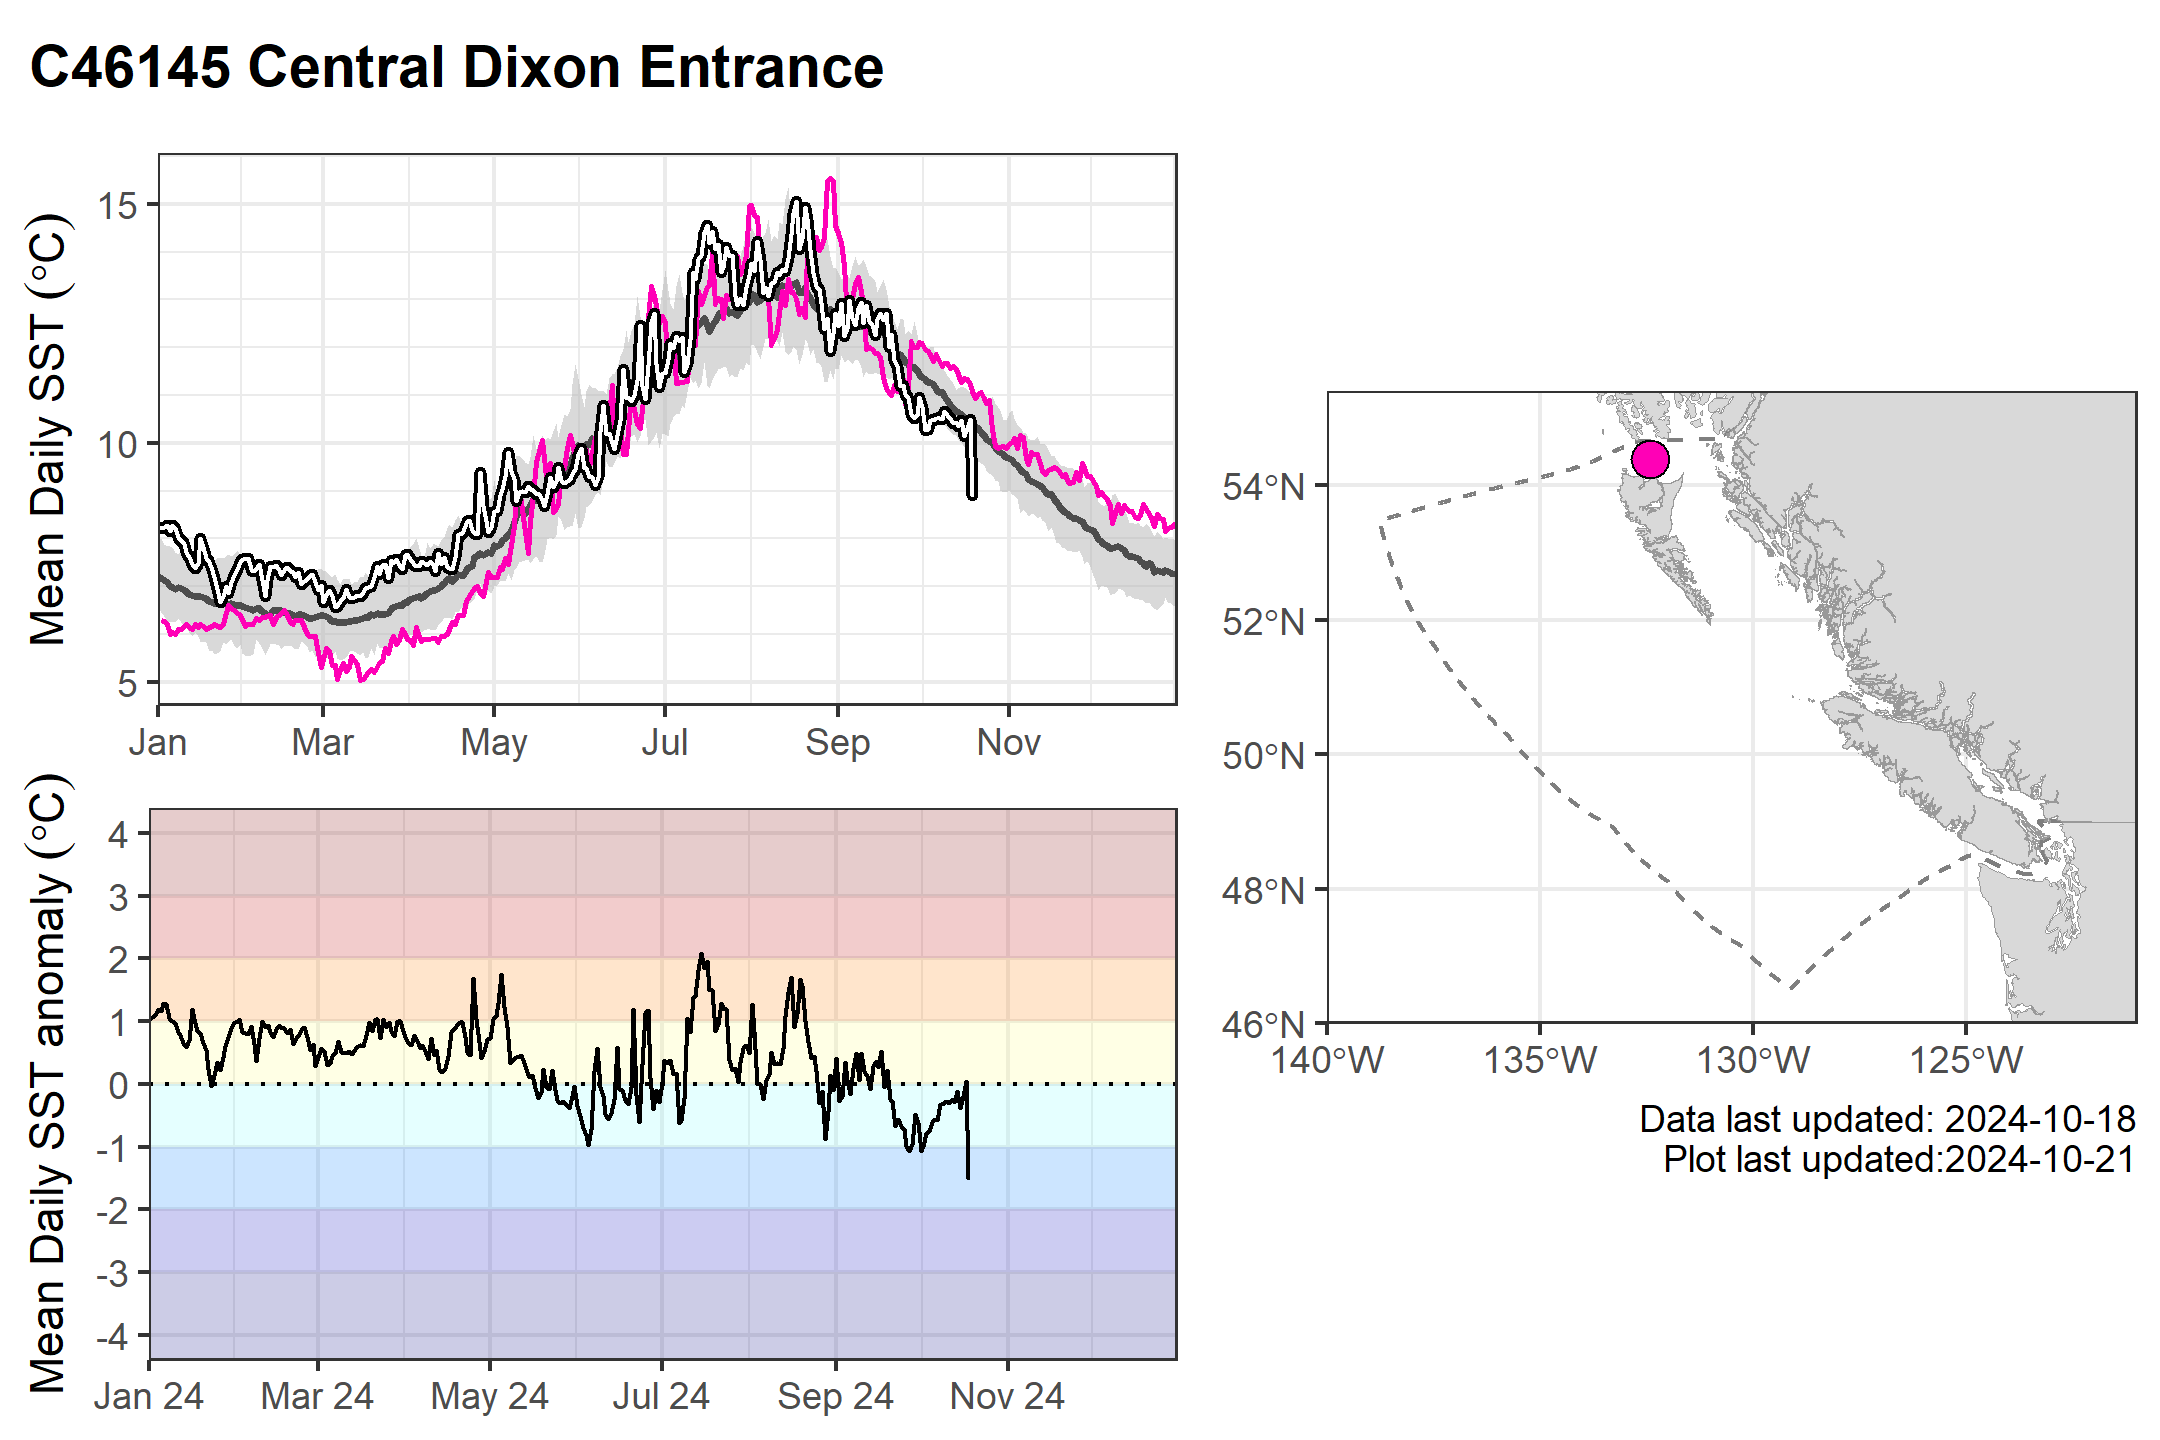 C46145 Central Dixon Entrance
Mean Daily SST (°C)
15
10
5
Jan Mar May Jul Sep Nov
Mean Daily SST anomaly (°C)
4
3
2
1
0
-1
-2
-3
-4
Jan 24 Mar 24 May 24 Jul 24 Sep 24 Nov 24
54°N
52°N
50°N
48°N
46°N
140°W 135°W 130°W 125°W
Data last updated: 2024-10-18
Plot last updated:2024-10-21